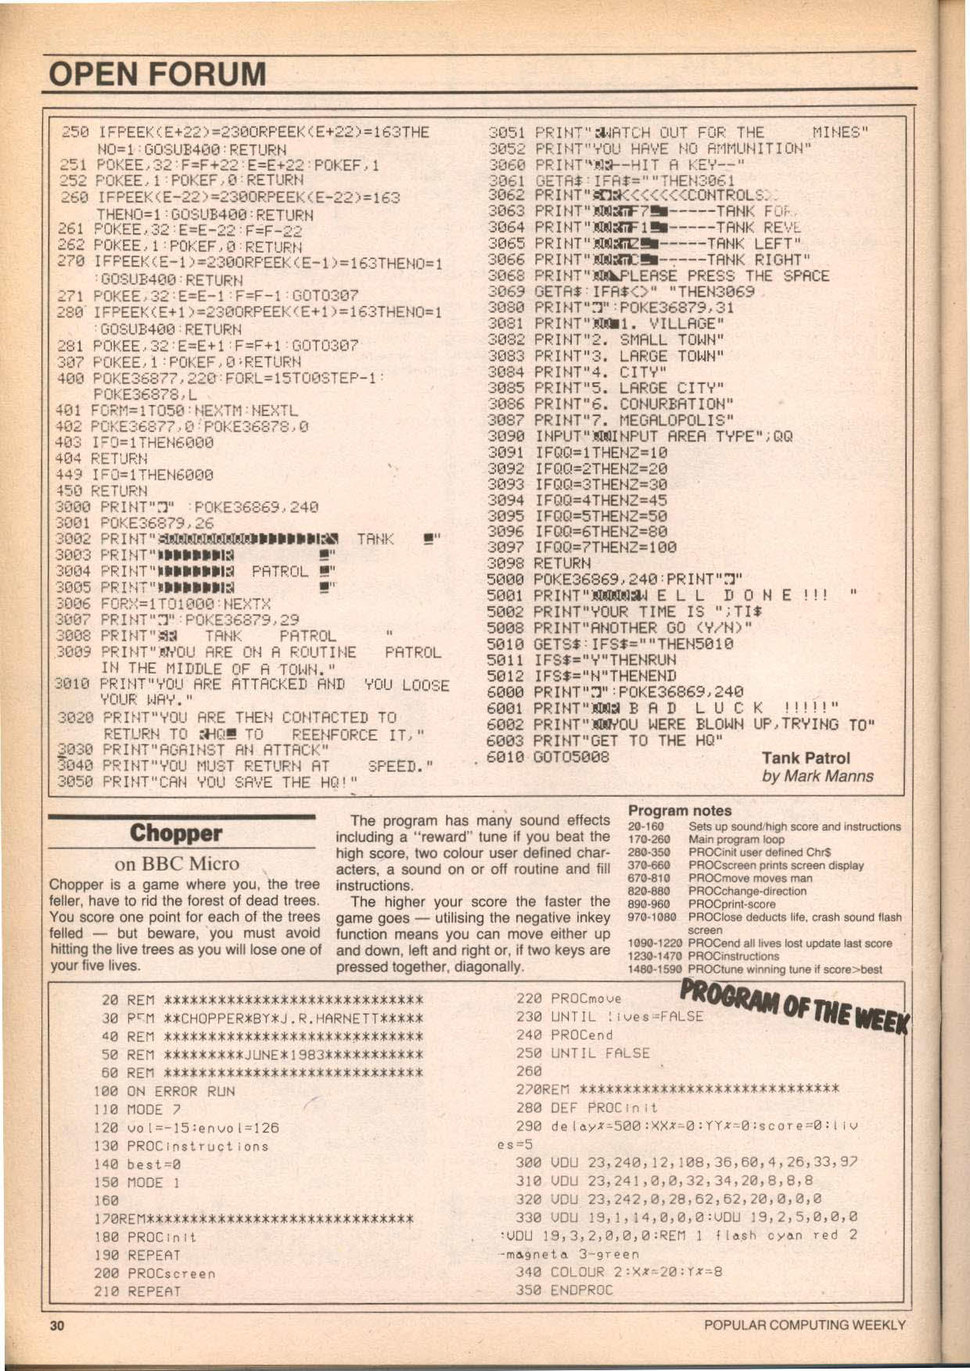 OPEN FORUM
250 IFPEEK(E+22)=230ORPEEK(E+22)=163THE
NO=1:GOSUB400:RETURN
251 POKEE,32:F=F+22:E=E+22:POKEF,1
252 POKEE,1:POKEF,0:RETURN
260 IFPEEK(E-22)=230ORPEEK(E-22)=163
THENO=1:GOSUB400:RETURN
261 POKEE,32:E=E-22:F=F-22
262 POKEE,1:POKEF,0:RETURN
270 IFPEEK(E-1)=230ORPEEK(E-1)=163THENO=1
:GOSUB400:RETURN
271 POKEE,32:E=E-1:F=F-1:GOTO307
280 IFPEEK(E+1)=230ORPEEK(E+1)=163THENO=1
:GOSUB400:RETURN
281 POKEE,32:E=E+1:F=F+1:GOTO307
307 POKEE,1:POKEF,0:RETURN
400 POKE36877,220:FORL=15TO0STEP-1:
POKE36878,L
401 FORM=1TO50:NEXTM:NEXTL
402 POKE36877,0:POKE36878,0
403 IFO=1THEN6000
404 RETURN
449 IFO=1THEN6000
450 RETURN
3000 PRINT"":POKE36869,240
3001 POKE36879,26
3002 PRINT" TANK "
3003 PRINT" "
3004 PRINT" PATROL "
3005 PRINT" "
3006 FORX=1TO1000:NEXTX
3007 PRINT"":POKE36879,29
3008 PRINT" TANK PATROL "
3009 PRINT"YOU ARE ON A ROUTINE PATROL
IN THE MIDDLE OF A TOWN."
3010 PRINT"YOU ARE ATTACKED AND YOU LOOSE
YOUR WAY."
3020 PRINT"YOU ARE THEN CONTACTED TO
RETURN TO HQ TO REENFORCE IT,"
3030 PRINT"AGAINST AN ATTACK"
3040 PRINT"YOU MUST RETURN AT SPEED."
3050 PRINT"CAN YOU SAVE THE HQ!"
3051 PRINT"WATCH OUT FOR THE MINES"
3052 PRINT"YOU HAVE NO AMMUNITION"
3060 PRINT"--HIT A KEY--"
3061 GETA$:IFA$=""THEN3061
3062 PRINT"<<<<<<CONTROLS>
3063 PRINT"F7-----TANK FOR
3064 PRINT"F1-----TANK REVE
3065 PRINT"Z-----TANK LEFT"
3066 PRINT"C-----TANK RIGHT"
3068 PRINT"PLEASE PRESS THE SPACE
3069 GETA$:IFA$<>" "THEN3069
3080 PRINT"":POKE36879,31
3081 PRINT"1. VILLAGE"
3082 PRINT"2. SMALL TOWN"
3083 PRINT"3. LARGE TOWN"
3084 PRINT"4. CITY"
3085 PRINT"5. LARGE CITY"
3086 PRINT"6. CONURBATION"
3087 PRINT"7. MEGALOPOLIS"
3090 INPUT"INPUT AREA TYPE";QQ
3091 IFQQ=1THENZ=10
3092 IFQQ=2THENZ=20
3093 IFQQ=3THENZ=30
3094 IFQQ=4THENZ=45
3095 IFQQ=5THENZ=50
3096 IFQQ=6THENZ=80
3097 IFQQ=7THENZ=100
3098 RETURN
5000 POKE36869,240:PRINT""
5001 PRINT"W E L L D O N E !!! "
5002 PRINT"YOUR TIME IS ";TI$
5008 PRINT"ANOTHER GO (Y/N)"
5010 GETS$:IFS$=""THEN5010
5011 IFS$="Y"THENRUN
5012 IFS$="N"THENEND
6000 PRINT"":POKE36869,240
6001 PRINT"B A D L U C K !!!!!"
6002 PRINT"YOU WERE BLOWN UP,TRYING TO"
6003 PRINT"GET TO THE HQ"
6010 GOTO5008
Tank Patrol
by Mark Manns
Chopper
on BBC Micro
Chopper is a game where you, the tree
feller, have to rid the forest of dead trees.
You score one point for each of the trees
felled — but beware, you must avoid
hitting the live trees as you will lose one of
your five lives.
The program has many sound effects
including a "reward" tune if you beat the
high score, two colour user defined char-
acters, a sound on or off routine and fill
instructions.
The higher your score the faster the
game goes — utilising the negative inkey
function means you can move either up
and down, left and right or, if two keys are
pressed together, diagonally.
Program notes
20-160 Sets up sound/high score and instructions
170-260 Main program loop
280-350 PROCinit user defined Chr$
370-660 PROCscreen prints screen display
670-810 PROCmove moves man
820-880 PROCchange-direction
890-960 PROCprint-score
970-1080 PROClose deducts life, crash sound flash
screen
1090-1220 PROCend all lives lost update last score
1230-1470 PROCinstructions
1480-1590 PROCtune winning tune if score>best
PROGRAM OF THE WEEK
20 REM ******************************
30 REM **CHOPPER*BY*J.R.HARNETT*****
40 REM ******************************
50 REM *********JUNE*1983***********
60 REM ******************************
100 ON ERROR RUN
110 MODE 7
120 vol=-15:envol=126
130 PROCinstructions
140 best=0
150 MODE 1
160
170REM*******************************
180 PROCinit
190 REPEAT
200 PROCscreen
210 REPEAT
220 PROCmove
230 UNTIL lives=FALSE
240 PROCend
250 UNTIL FALSE
260
270REM ******************************
280 DEF PROCinit
290 delay%=500:XX%=0:YY%=0:score=0:liv
es=5
300 VDU 23,240,12,108,36,60,4,26,33,97
310 VDU 23,241,0,0,32,34,20,8,8,8
320 VDU 23,242,0,28,62,62,20,0,0,0
330 VDU 19,1,14,0,0,0:VDU 19,2,5,0,0,0
:VDU 19,3,2,0,0,0:REM 1 flash cyan red 2
-magneta 3-green
340 COLOUR 2:X%=20:Y%=8
350 ENDPROC
30
POPULAR COMPUTING WEEKLY